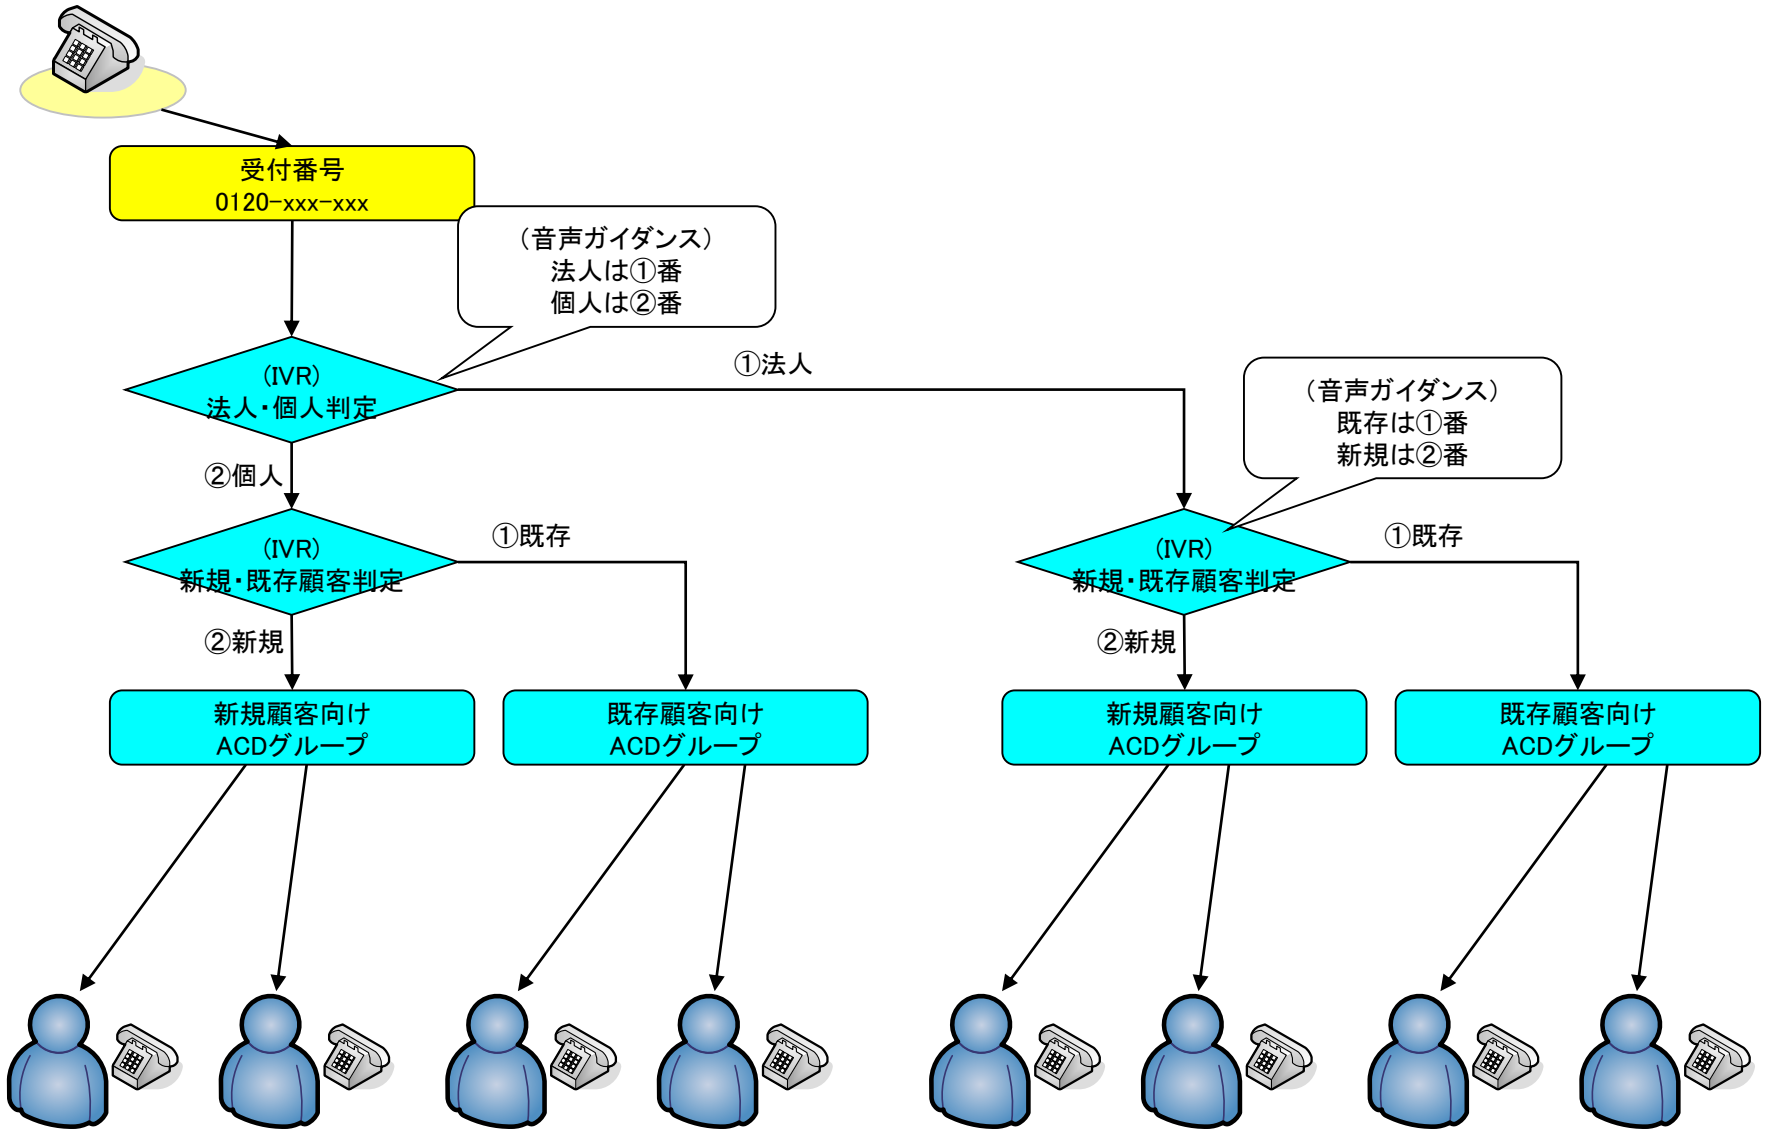 受付番号
0120-xxx-xxx
（音声ガイダンス）
法人は①番
個人は②番
(IVR)
法人・個人判定
①法人
（音声ガイダンス）
既存は①番
新規は②番
②個人
(IVR)
新規・既存顧客判定
①既存
(IVR)
新規・既存顧客判定
①既存
②新規
②新規
新規顧客向け
ACDグループ
既存顧客向け
ACDグループ
新規顧客向け
ACDグループ
既存顧客向け
ACDグループ